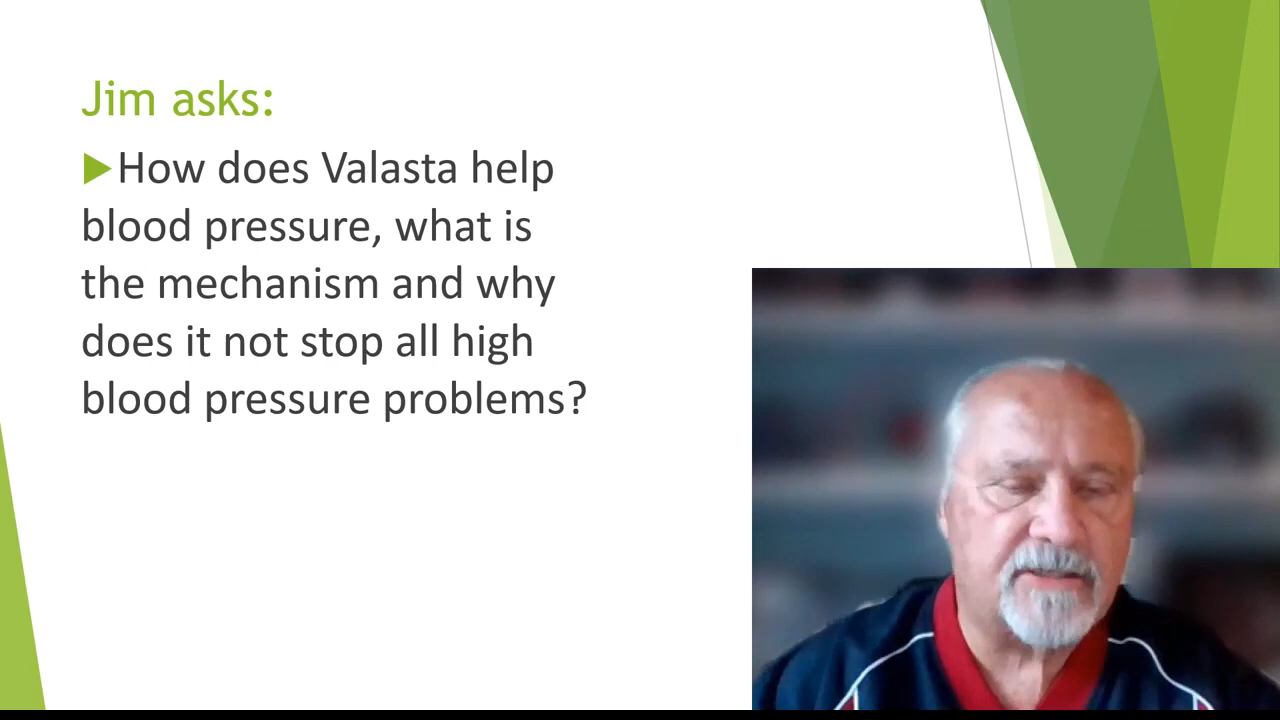 Jim asks:
How does Valasta help
blood pressure, what is
the mechanism and why
does it not stop all high
blood pressure problems?